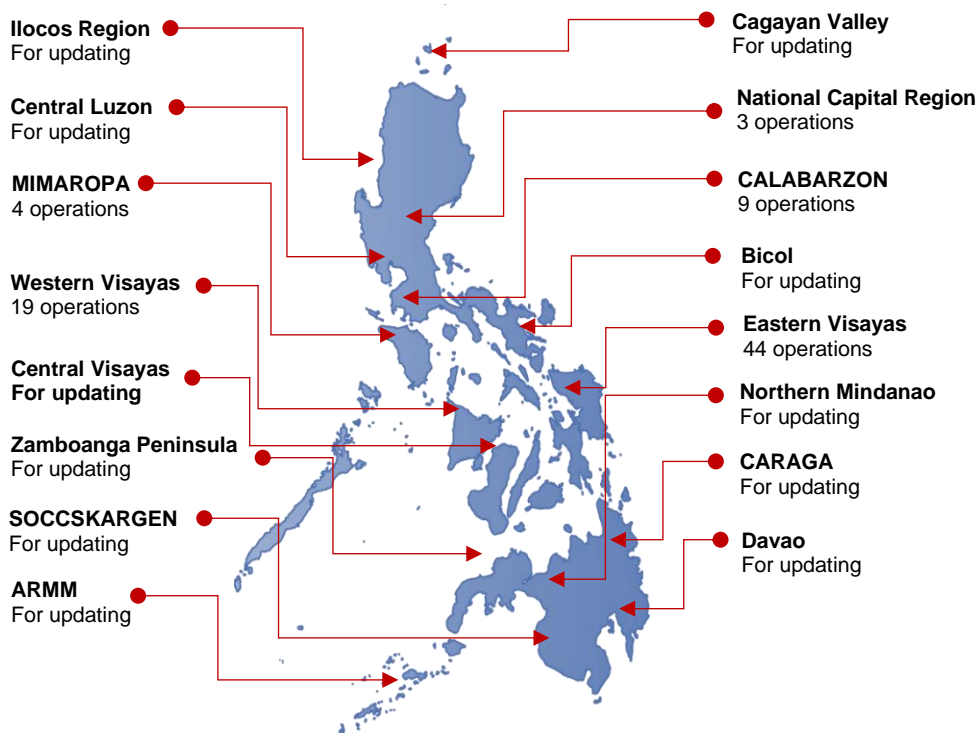 Ilocos Region
For updating
Central Luzon
For updating
MIMAROPA
4 operations
Western Visayas
19 operations
Central Visayas
For updating
Zamboanga Peninsula
For updating
SOCCSKARGEN
For updating
ARMM
For updating
Cagayan Valley
For updating
National Capital Region
3 operations
CALABARZON
9 operations
Bicol
For updating
Eastern Visayas
44 operations
Northern Mindanao
For updating
CARAGA
For updating
Davao
For updating